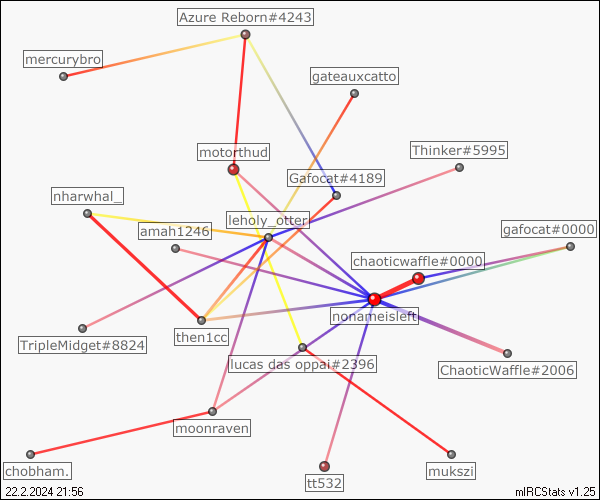 Azure Reborn#4243
mercurybro
gateauxcatto
motorthud
Thinker#5995
Gafocat#4189
nharwhal_
leholy_otter
amah1246
gafocat#0000
chaoticwaffle#0000
nonameisleft
then1cc
TripleMidget#8824
lucas das oppai#2396
ChaoticWaffle#2006
moonraven
chobham.
tt532
mukszi
22.2.2024 21:56
mIRCStats v1.25